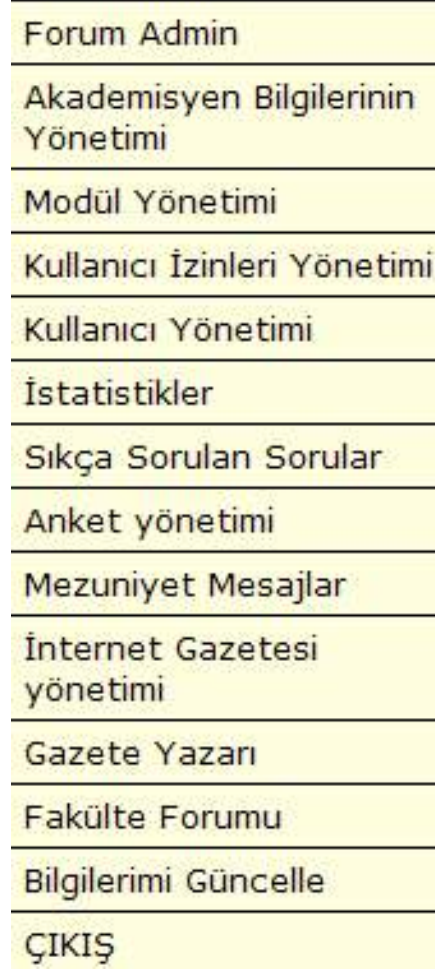 Forum Admin
Akademisyen Bilgilerinin
Yönetimi
Modül Yönetimi
Kullanıcı İzinleri Yönetimi
Kullanıcı Yönetimi
İstatistikler
Sıkça Sorulan Sorular
Anket yönetimi
Mezuniyet Mesajlar
İnternet Gazetesi
yönetimi
Gazete Yazarı
Fakülte Forumu
Bilgilerimi Güncelle
ÇIKIŞ